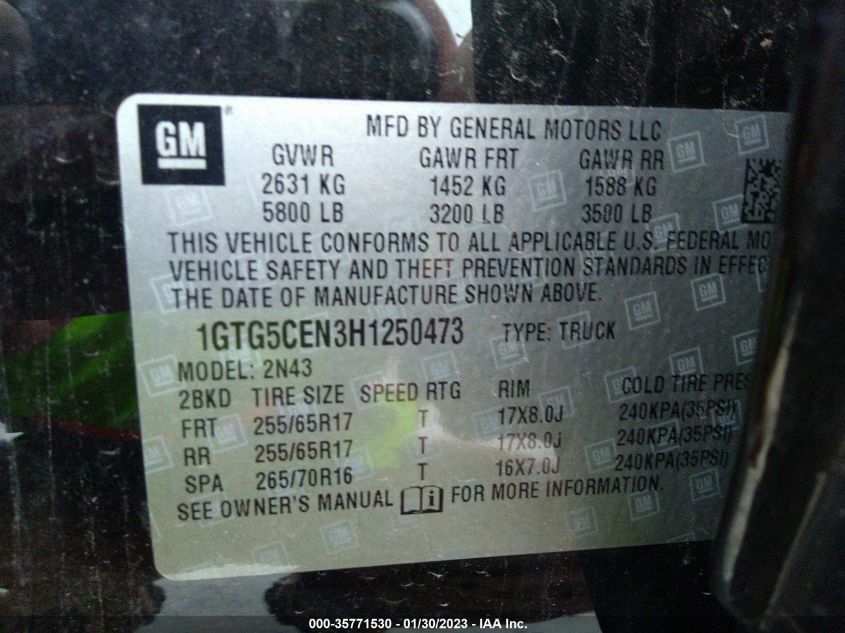 GM ® MFD BY GENERAL MOTORS LLC
GVWR GAWR FRT GAWR RR
2631 KG 1452 KG 1588 KG
5800 LB 3200 LB 3500 LB
THIS VEHICLE CONFORMS TO ALL APPLICABLE U.S. FEDERAL MO
VEHICLE SAFETY AND THEFT PREVENTION STANDARDS IN EFFEC
THE DATE OF MANUFACTURE SHOWN ABOVE.
1GTG5CEN3H1250473 TYPE: TRUCK
MODEL: 2N43
2BKD TIRE SIZE SPEED RTG RIM COLD TIRE PRES
FRT 255/65R17 T 17X8.0J 240KPA(35PSI)
RR 255/65R17 T 17X8.0J 240KPA(35PSI)
SPA 265/70R16 T 16X7.0J 240KPA(35PSI)
SEE OWNER'S MANUAL FOR MORE INFORMATION.
000-35771530 - 01/30/2023 - IAA Inc.